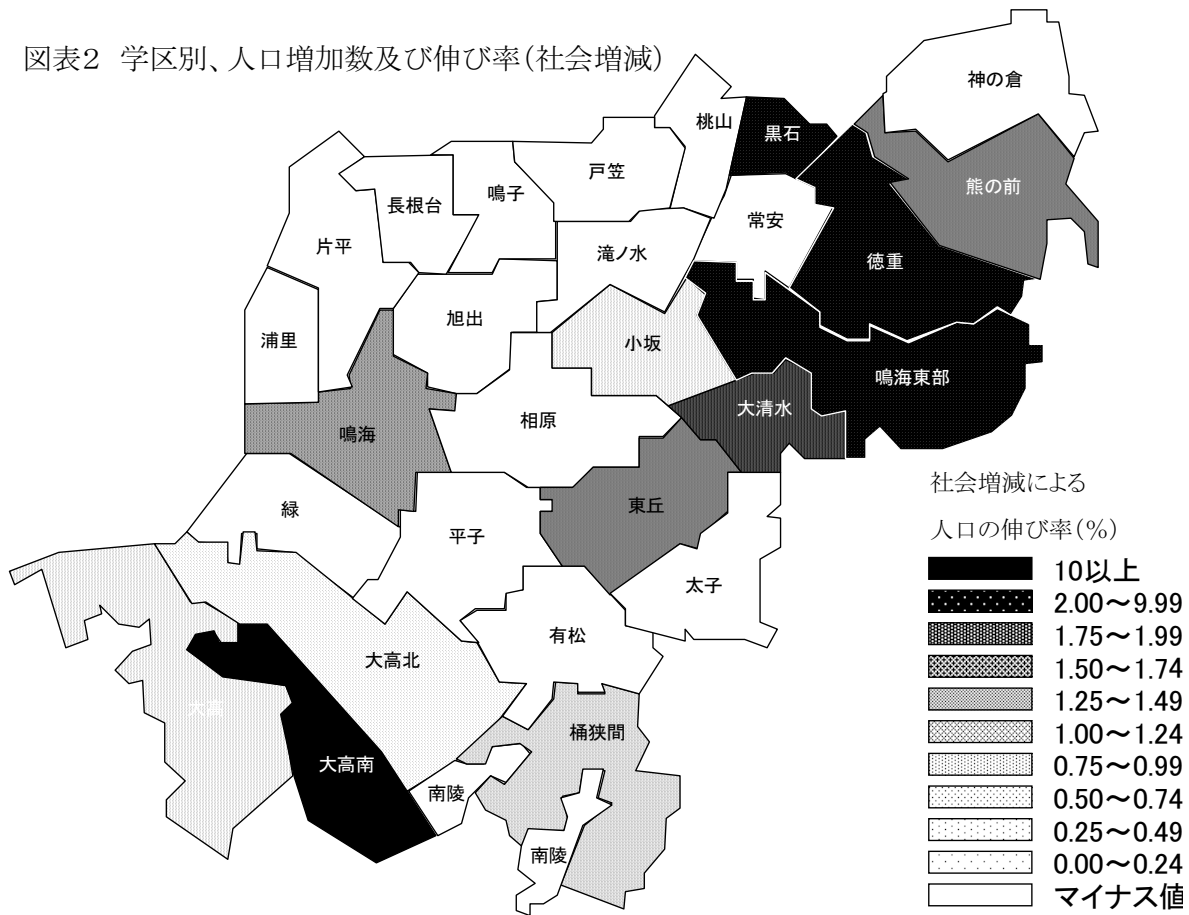 図表2 学区別、人口増加数及び伸び率(社会増減)
神の倉
桃山
黒石
戸笠
熊の前
鳴子
長根台
常安
片平
滝ノ水
徳重
旭出
浦里
小坂
鳴海東部
大清水
相原
鳴海
緑
東丘
平子
太子
有松
大高北
大高
桶狭間
大高南
南陵
南陵
社会増減による
人口の伸び率(%)
10以上
2.00～9.99
1.75～1.99
1.50～1.74
1.25～1.49
1.00～1.24
0.75～0.99
0.50～0.74
0.25～0.49
0.00～0.24
マイナス値